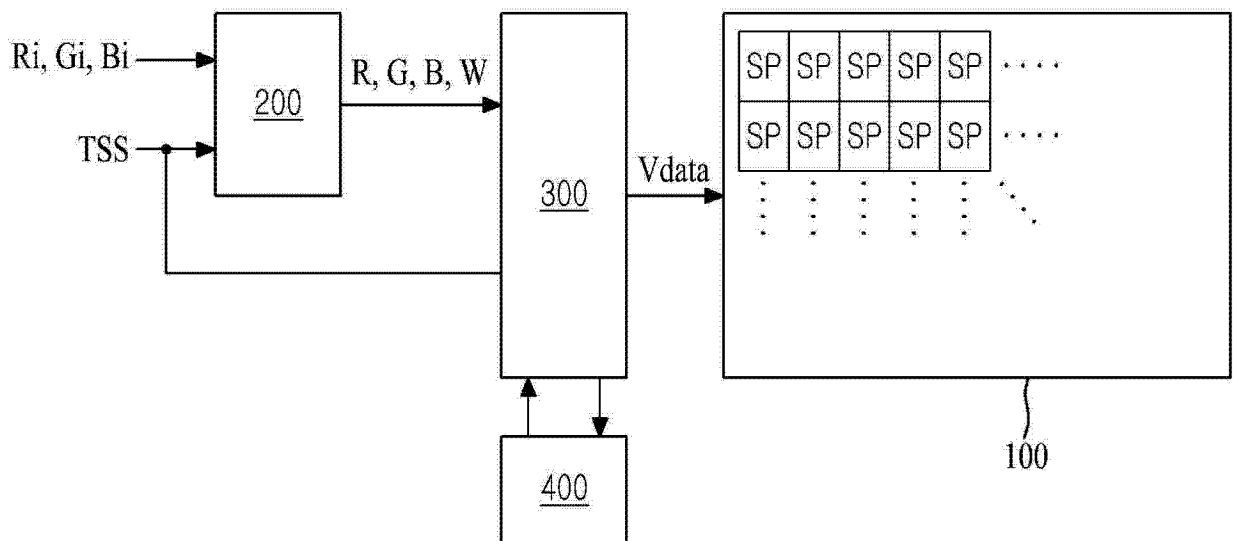 Ri, Gi, Bi
TSS
200
R, G, B, W
300
Vdata
SP SP SP SP SP
SP SP SP SP SP
400
100